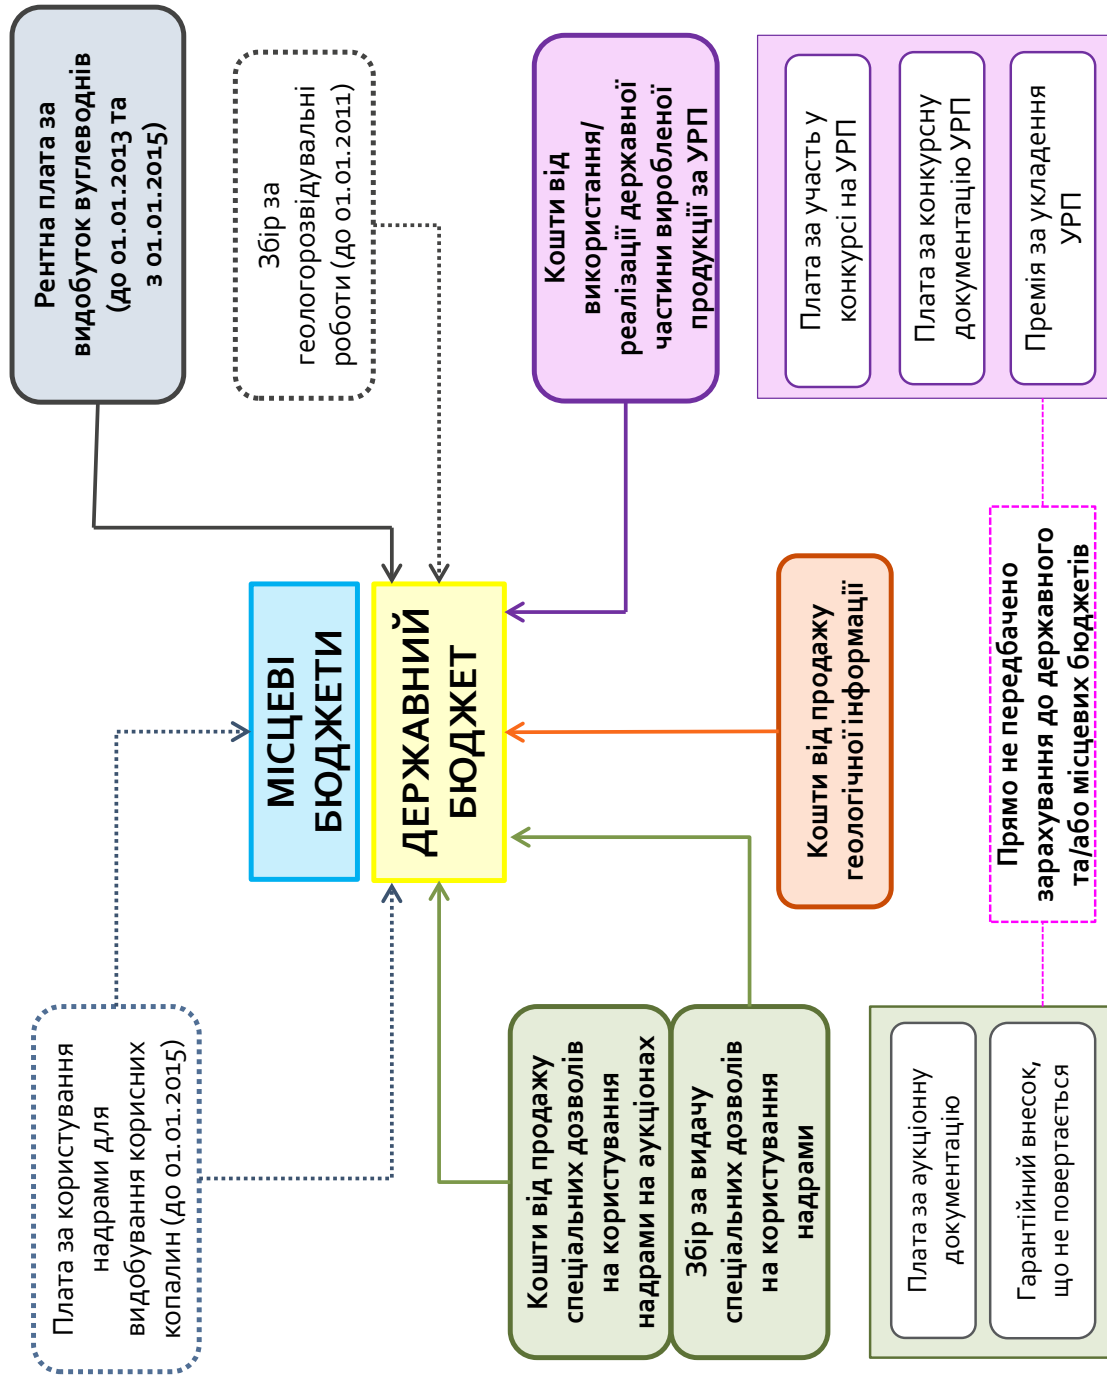 Плата за користування
надрами для
видобування корисних
копалин (до 01.01.2015)
МІСЦЕВІ
БЮДЖЕТИ
ДЕРЖАВНИЙ
БЮДЖЕТ
Рентна плата за
видобуток вуглеводнів
(до 01.01.2013 та
з 01.01.2015)
Збір за
геологорозвідувальні
роботи (до 01.01.2011)
Кошти від продажу
спеціальних дозволів
на користування
надрами на аукціонах
Збір за видачу
спеціальних дозволів
на користування
надрами
Кошти від продажу
геологічної інформації
Кошти від
використання/
реалізації державної
частини виробленої
продукції за УРП
Плата за аукціонну
документацію
Гарантійний внесок,
що не повертається
Прямо не передбачено
зарахування до державного
та/або місцевих бюджетів
Плата за участь у
конкурсі на УРП
Плата за конкурсну
документацію УРП
Премія за укладення
УРП